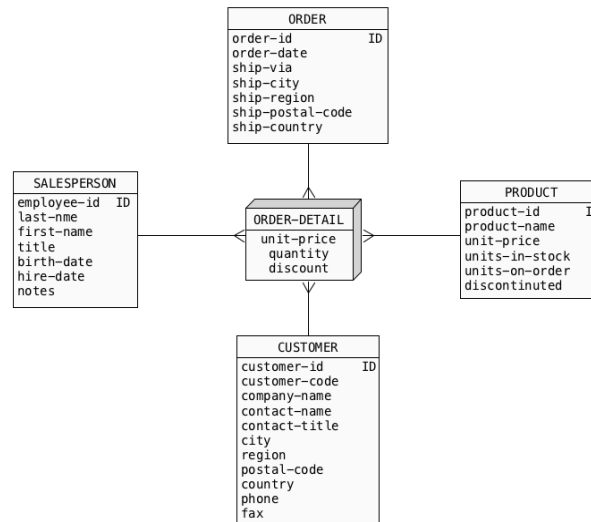 ORDER
order-id ID
order-date
ship-via
ship-city
ship-region
ship-postal-code
ship-country
SALESPERSON
employee-id ID
last-nme
first-name
title
birth-date
hire-date
notes
ORDER-DETAIL
unit-price
quantity
discount
PRODUCT
product-id I
product-name
unit-price
units-in-stock
units-on-order
discontinuted
CUSTOMER
customer-id ID
customer-code
company-name
contact-name
contact-title
city
region
postal-code
country
phone
fax